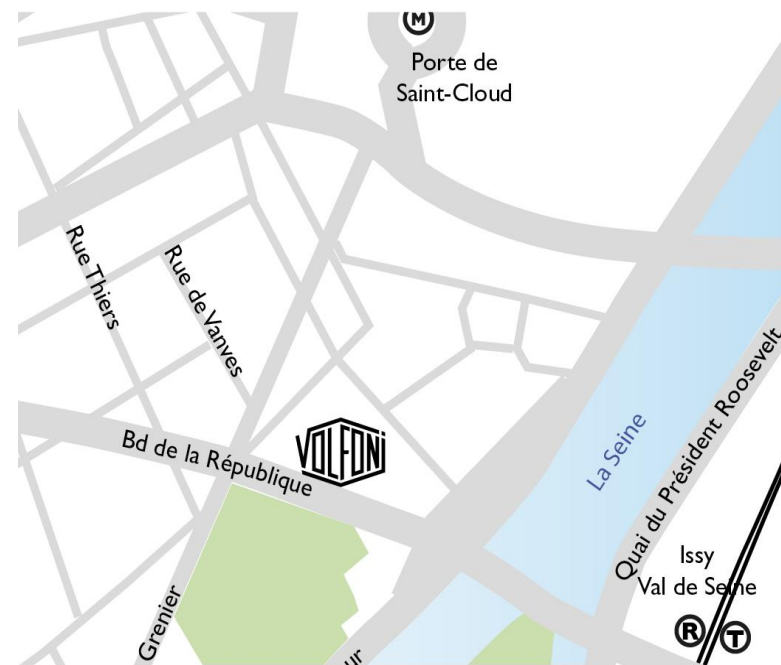 M
Porte de
Saint-Cloud
Rue Thiers
Rue de Vanves
VOLFONI
Bd de la République
La Seine
Quai du Président Roosevelt
Issy
Val de Seine
R T
Grenier
ur